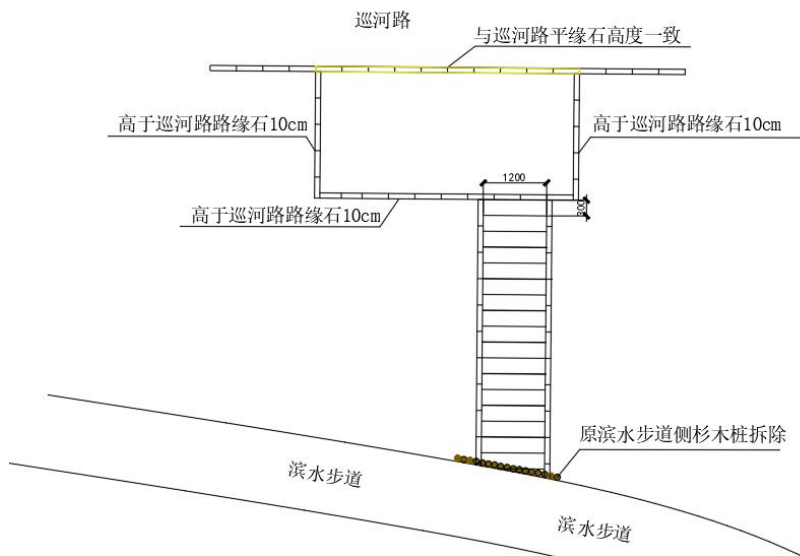 巡河路
与巡河路平缘石高度一致
高于巡河路路缘石10cm
高于巡河路路缘石10cm
1200
300
高于巡河路路缘石10cm
原滨水步道侧杉木桩拆除
滨水步道
滨水步道